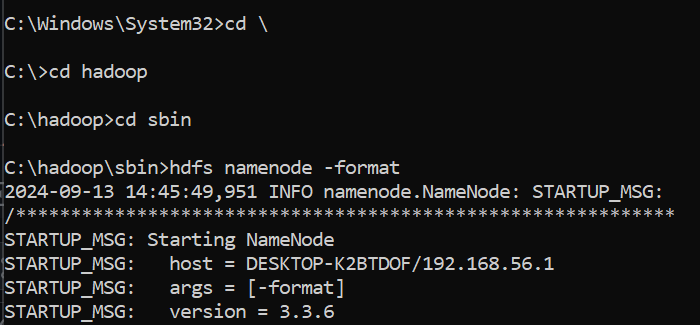 C:\Windows\System32>cd \
C:\>cd hadoop
C:\hadoop>cd sbin
C:\hadoop\sbin>hdfs namenode -format
2024-09-13 14:45:49,951 INFO namenode.NameNode: STARTUP_MSG:
/************************************************************
STARTUP_MSG: Starting NameNode
STARTUP_MSG:   host = DESKTOP-K2BTDOF/192.168.56.1
STARTUP_MSG:   args = [-format]
STARTUP_MSG:   version = 3.3.6